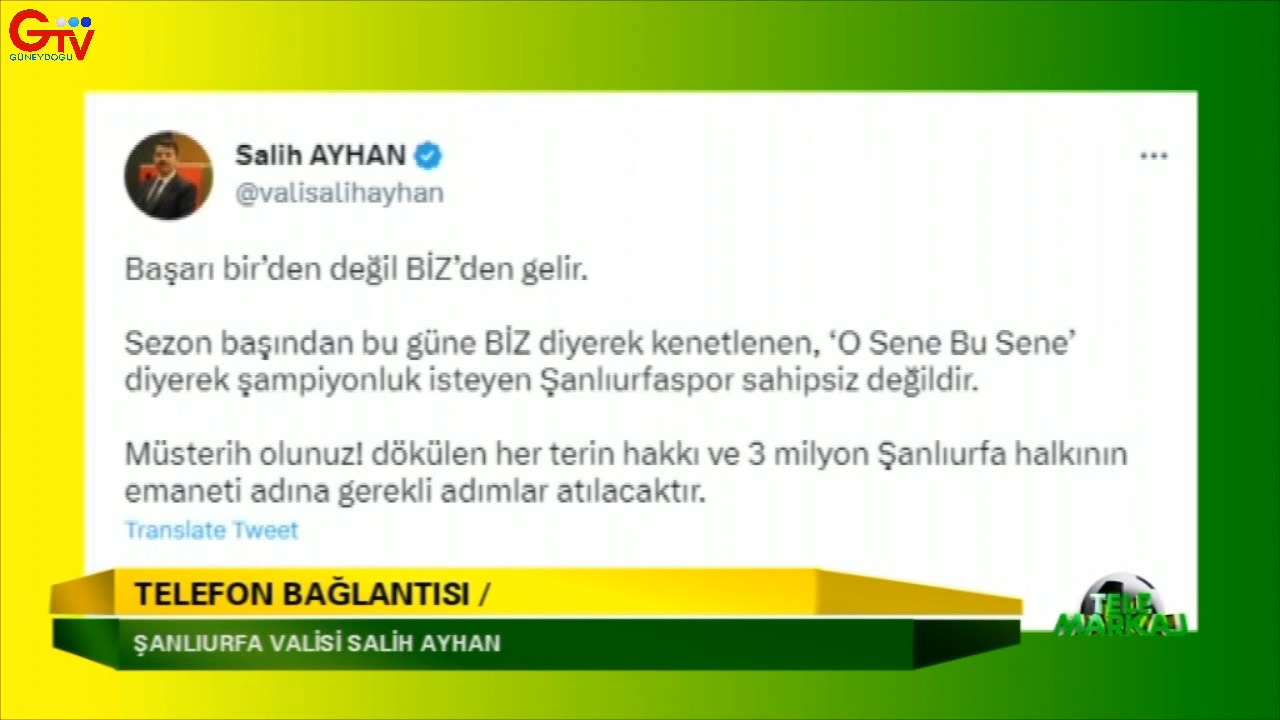 GTV
GÜNEYDOĞU
Salih AYHAN
@valisalihayhan
Başarı bir’den değil BİZ’den gelir.
Sezon başından bu güne BİZ diyerek kenetlenen, ‘O Sene Bu Sene’
diyerek şampiyonluk isteyen Şanlıurfaspor sahipsiz değildir.
Müsterih olunuz! dökülen her terin hakkı ve 3 milyon Şanlıurfa halkının
emaneti adına gerekli adımlar atılacaktır.
Translate Tweet
TELEFON BAĞLANTISI /
ŞANLIURFA VALİSİ SALİH AYHAN
TELE
MARKAJ